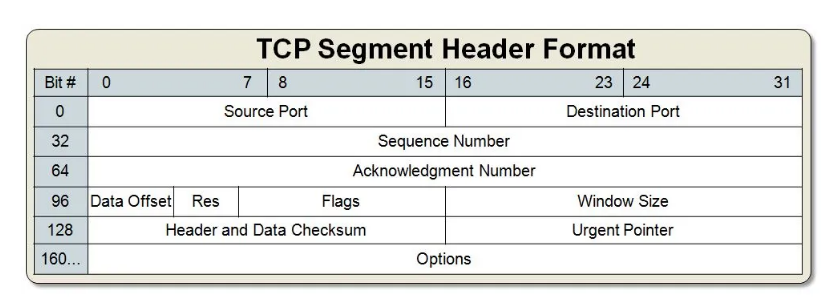 TCP Segment Header Format
Bit # 0 7 8 15 16 23 24 31
0 Source Port Destination Port
32 Sequence Number
64 Acknowledgment Number
96 Data Offset Res Flags Window Size
128 Header and Data Checksum Urgent Pointer
160... Options